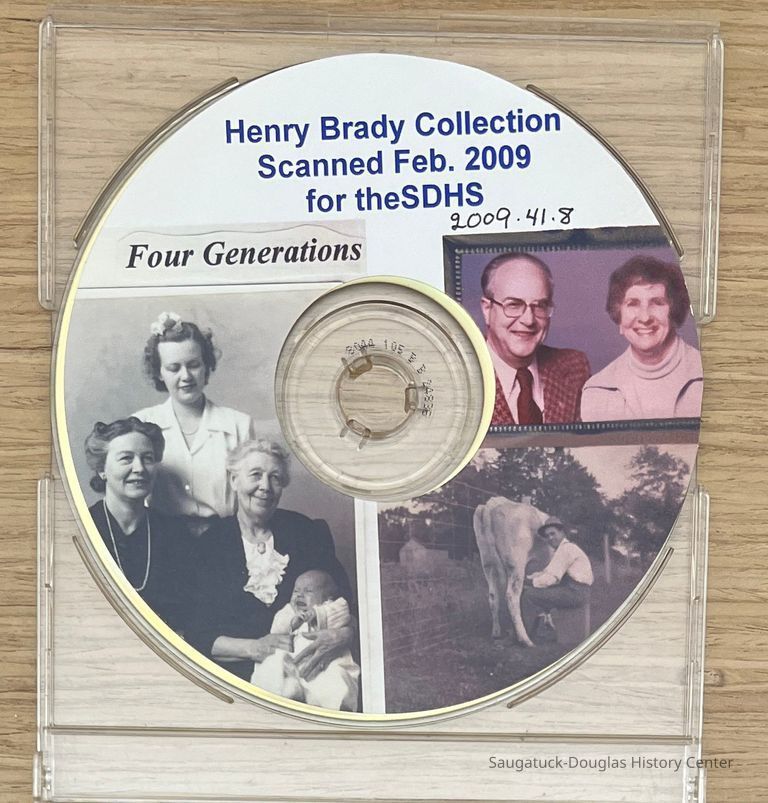 Henry Brady Collection
Scanned Feb. 2009
for theSDHS
2009.41.8
Four Generations
Saugatuck-Douglas History Center